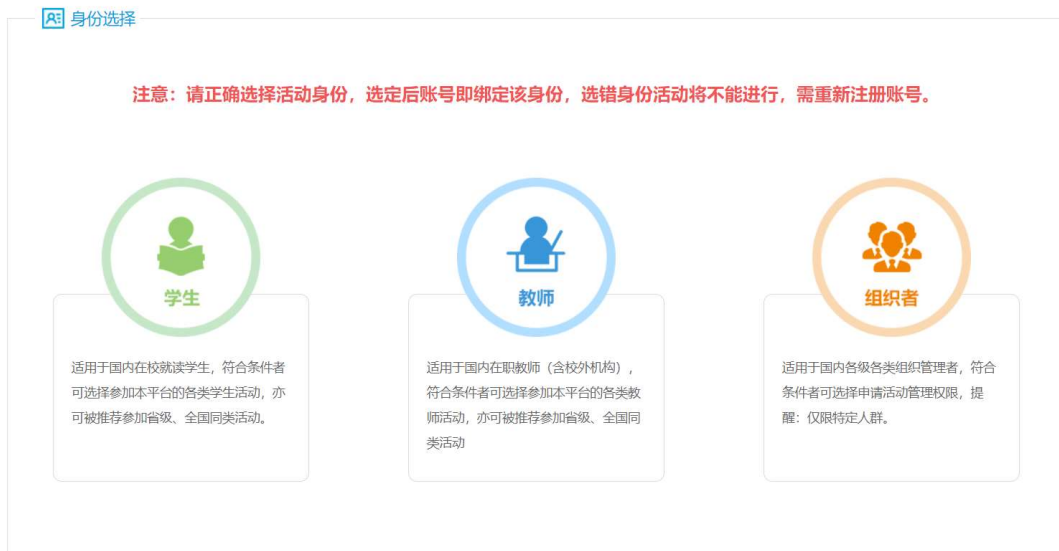 身份选择
注意：请正确选择活动身份，选定后账号即绑定该身份，选错身份活动将不能进行，需重新注册账号。
学生
适用于国内在校就读学生，符合条件者
可选择参加本平台的各类学生活动，亦
可被推荐参加省级、全国同类活动。
教师
适用于国内在职教师（含校外机构），
符合条件者可选择参加本平台的各类教
师活动，亦可被推荐参加省级、全国同
类活动
组织者
适用于国内各级各类组织管理者，符合
条件者可选择申请活动管理权限，提
醒：仅限特定人群。